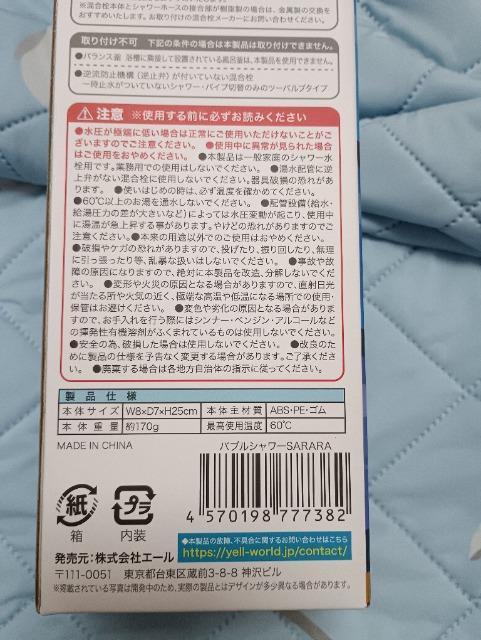 ※混合栓本体とシャワーホースの接合部が樹脂製の場合は、金属製の交換を
おすすめいたします。お取り付け前に混合栓メーカーにお問い合わせください。
取り付け不可 下記の条件の場合は本製品は取り付けできません。
●バランス釜 浴槽に隣接して設置されている風呂釜は、本製品を使用できません。
●逆流防止機構（逆止弁）が付いていない混合栓
一時止水がついていないシャワー・パイプ切替のみのツーバルブタイプ
注意 ※使用する前に必ずお読みください
●水圧が極端に低い場合は正常にご使用いただけないことがご
ざいますのでご注意ください。●使用中に異常が見られた場合
はご使用をおやめください。●本製品は一般家庭のシャワー水
栓用です。業務用での使用はしないでください。●湯水配管に逆
止弁がない混合栓に使用しないでください。器具破損の恐れがあ
ります。●使いはじめの時は、必ず温度を確かめてください。
●60℃以上のお湯を通水しないでください。●配管設備(給水・
給湯圧力の差が大きいなど)によっては水圧変動が起こり、使用中
に湯温が急上昇する事があります。やけどの恐れがありますのでご
注意ください。●本来の用途以外でのご使用はおやめください。
●破損やケガの恐れがありますので、投げたり、振り回したり、無理
に引っ張ったり等、乱暴な扱いはしないでください。●事故や故
障の原因になりますので、絶対に本製品を改造、分解しないでくだ
さい。●変形や火災の原因となる場合がありますので、直射日光
が当たる所や火気の近く、極端な高温や低温になる場所での使用・
保管はお避けください。●変色や劣化の原因となる場合がありま
すので、お手入れを行う際にはシンナー・ベンジン・アルコールなど
の揮発性有機溶剤がふくまれているものは使用しないでください。
●安全の為、破損した場合は使用しないでください。●改良のた
めに製品の仕様を予告なく変更する場合があります。ご了承くださ
い。●廃棄する場合は各地方自治体の指示に従ってください。
製品仕様
本体サイズ W8×D7×H25cm 本体主材質 ABS・PE・ゴム
本体重量 約170g 最高使用温度 60℃
MADE IN CHINA バブルシャワーSARARA
4 570198 777382
紙 プラ
箱 内装
◆本製品の故障、不具合に関するお問い合わせはこちら
https://yell-world.jp/contact/
発売元：株式会社エール
〒111-0051 東京都台東区蔵前3-8-8 神沢ビル
※掲載されている写真は開発中のため、実際の製品とはデザインが多少異なる場合があります。